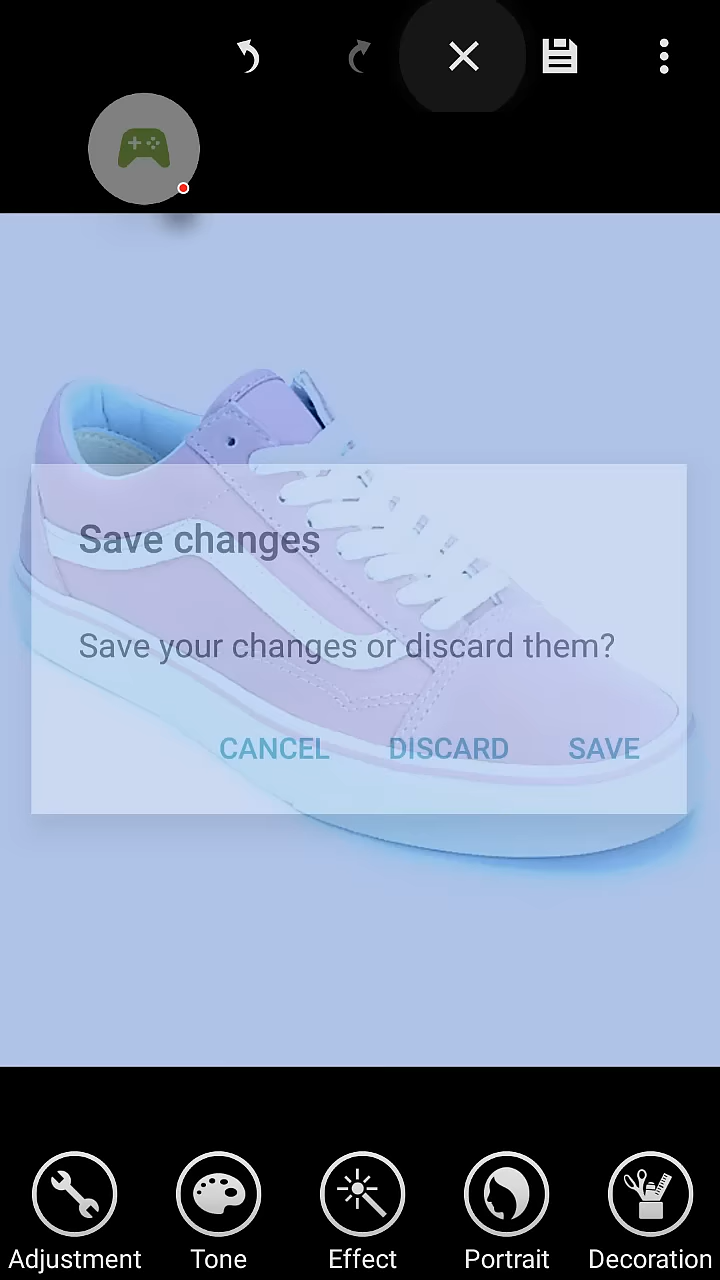 Save changes
Save your changes or discard them?
CANCEL DISCARD SAVE
Adjustment Tone Effect Portrait Decoration